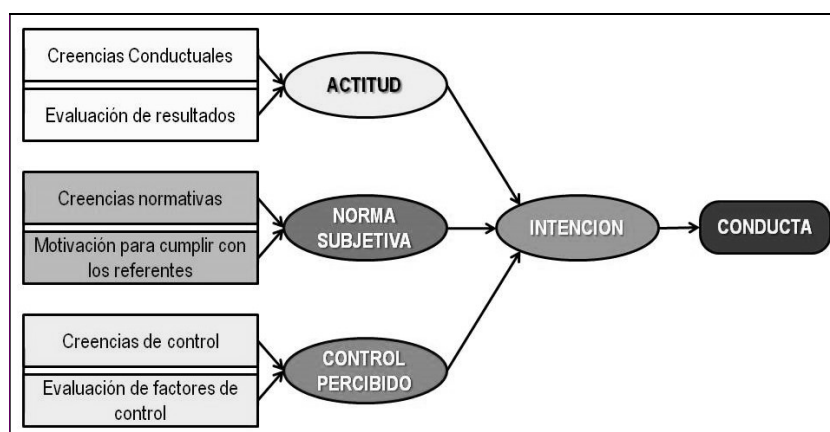 Creencias Conductuales
Evaluación de resultados
ACTITUD
Creencias normativas
Motivación para cumplir con
los referentes
NORMA
SUBJETIVA
INTENCION
CONDUCTA
Creencias de control
Evaluación de factores de
control
CONTROL
PERCIBIDO